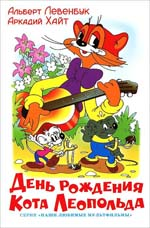 Альберт Левенбук
Аркадий Хайт
День рождения
Кота Леопольда
серия «Наши любимые мультфильмы»